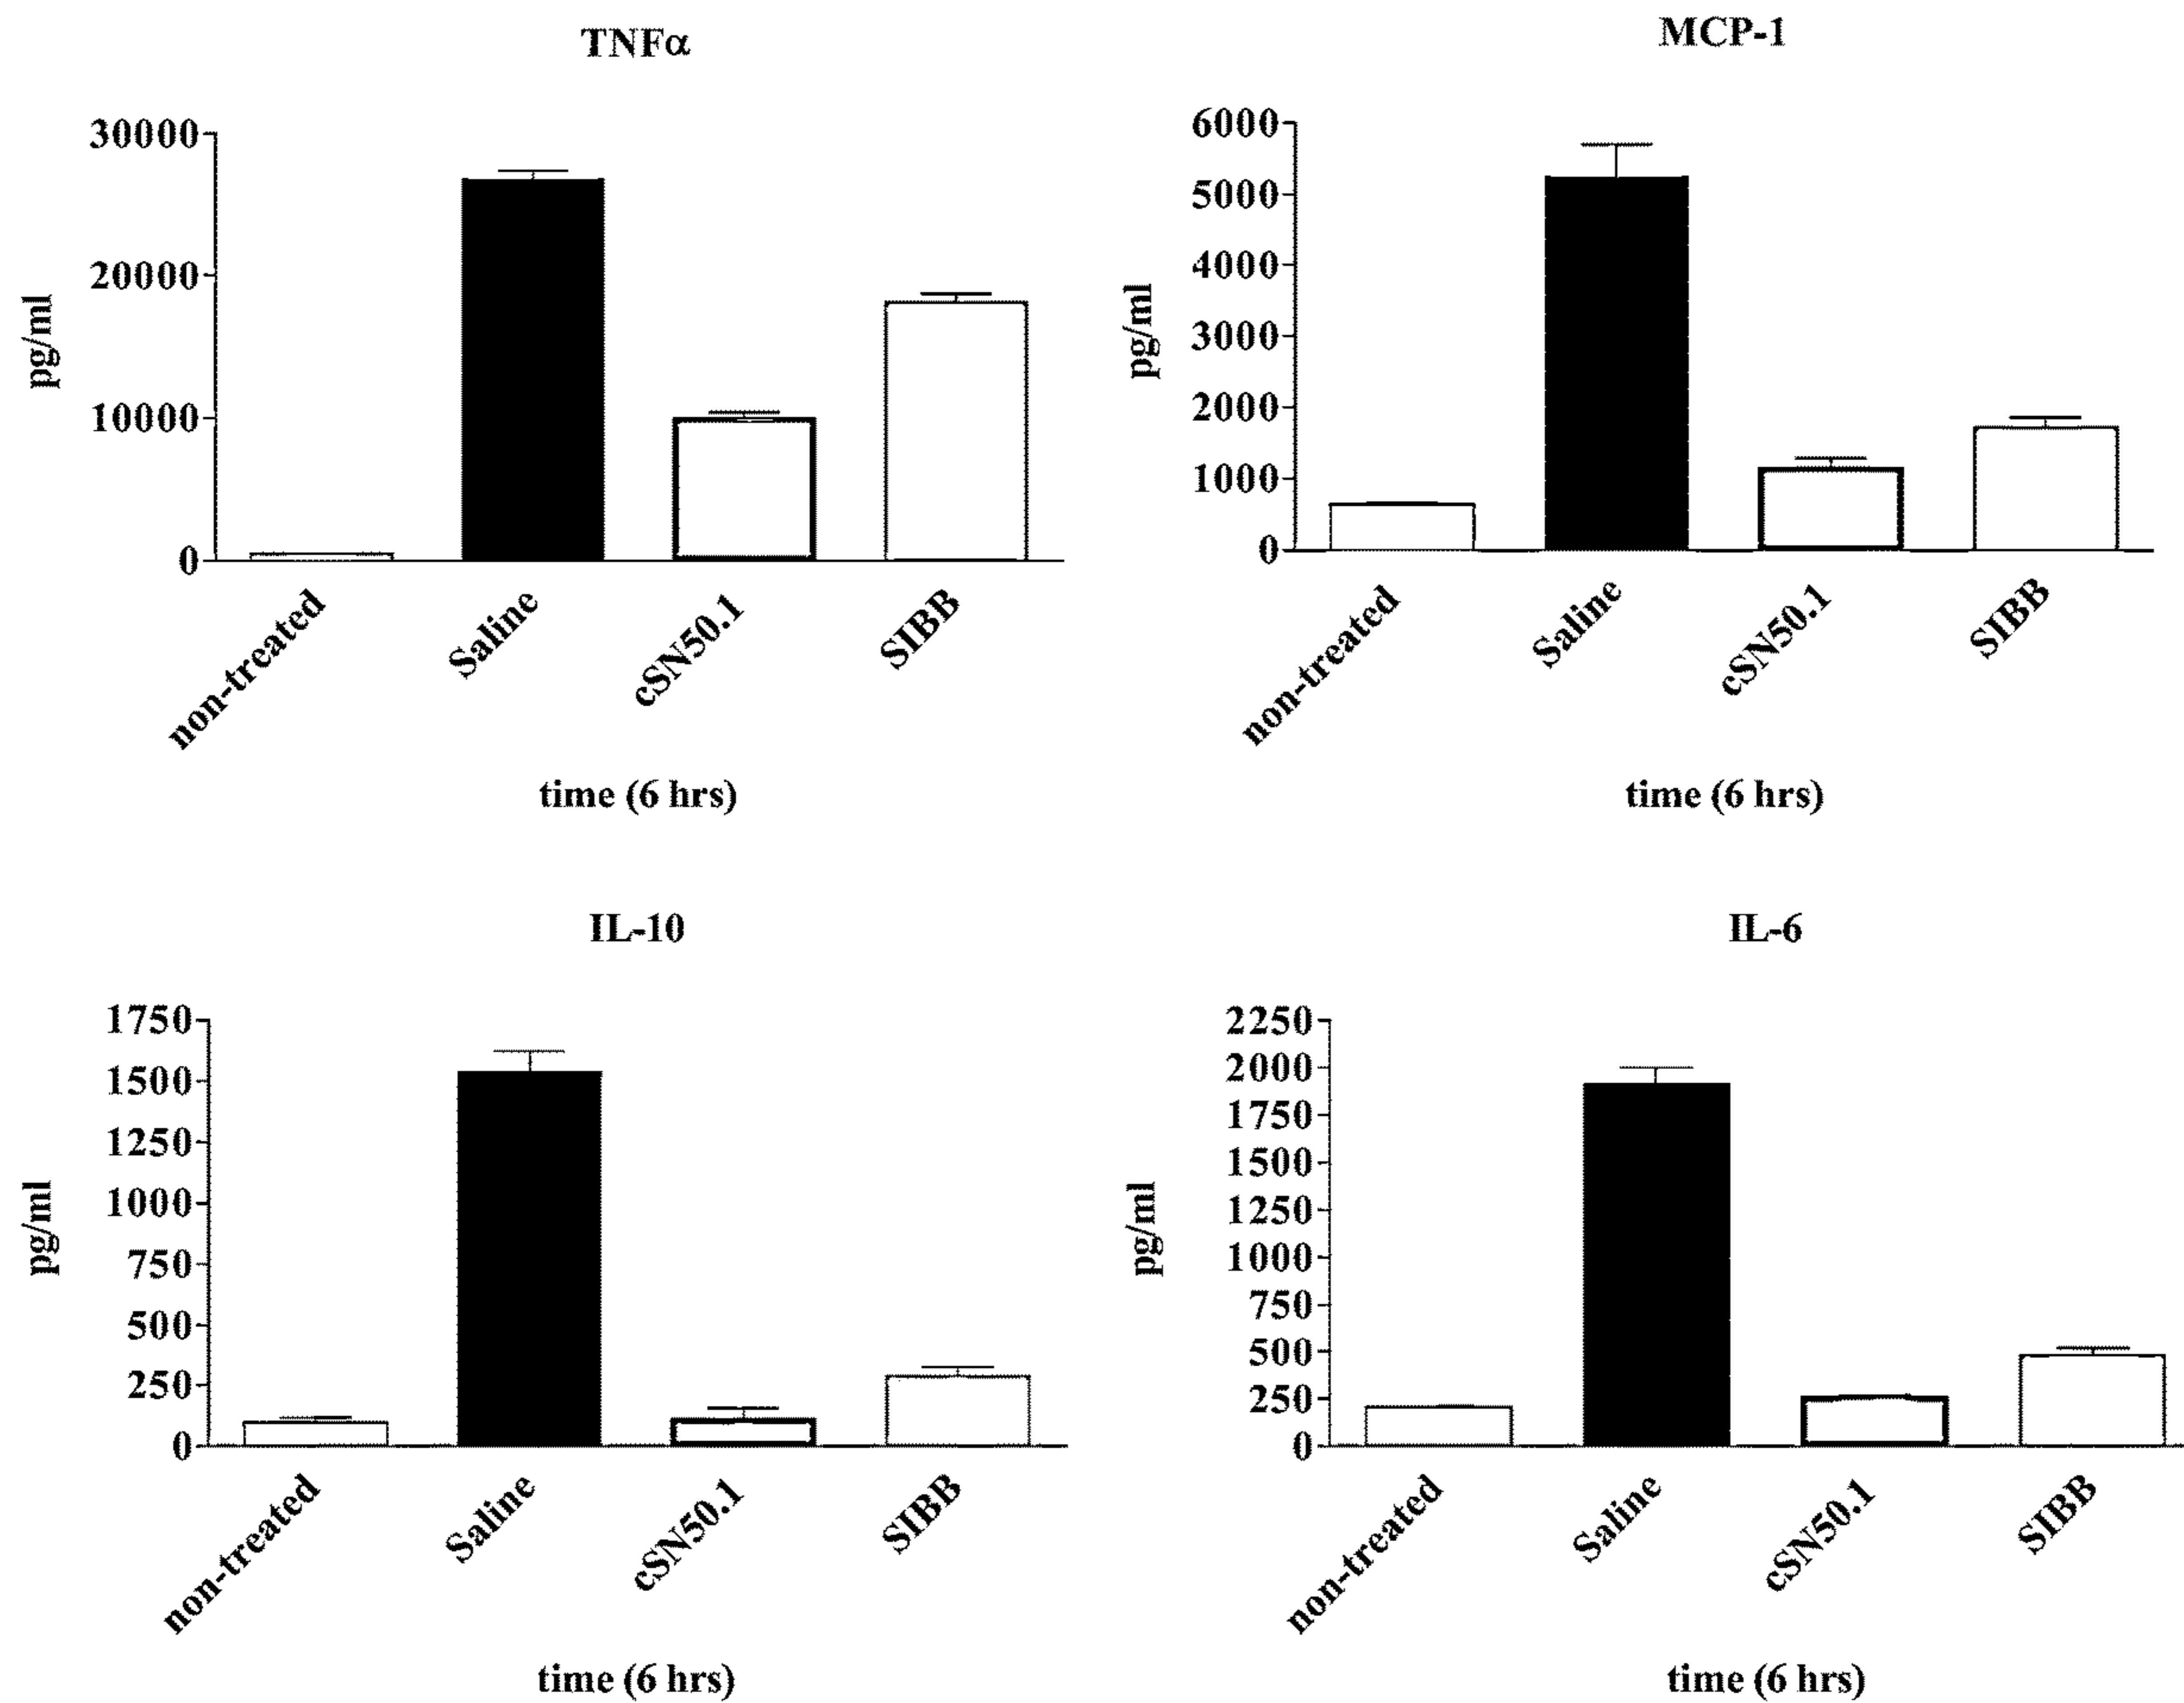 TNFα
30000
20000
10000
0
pg/ml
non-treated
Saline
cSN50.1
SIBB
time (6 hrs)
MCP-1
6000
5000
4000
3000
2000
1000
0
pg/ml
non-treated
Saline
cSN50.1
SIBB
time (6 hrs)
IL-10
1750
1500
1250
1000
750
500
250
0
pg/ml
non-treated
Saline
cSN50.1
SIBB
time (6 hrs)
IL-6
2250
2000
1750
1500
1250
1000
750
500
250
0
pg/ml
non-treated
Saline
cSN50.1
SIBB
time (6 hrs)